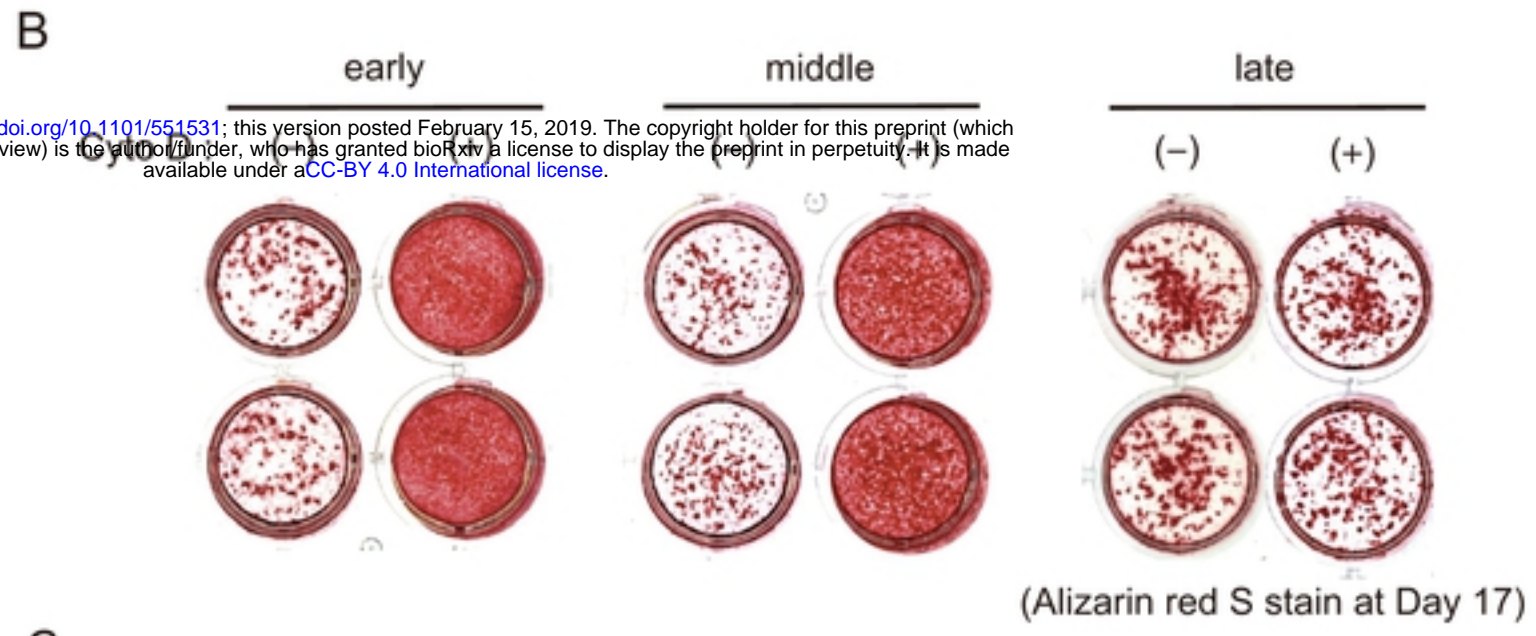 B
early middle late
doi.org/10.1101/551531; this version posted February 15, 2019. The copyright holder for this preprint (which
view) is the author/funder, who has granted bioRxiv a license to display the preprint in perpetuity. It is made
Cyto D : (−) (+) (−) (+) (−) (+)
available under aCC-BY 4.0 International license.
(Alizarin red S stain at Day 17)